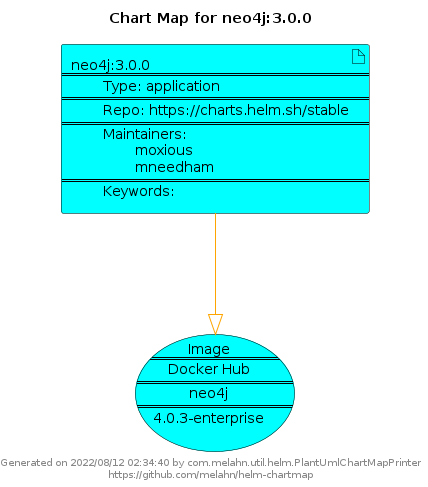 Chart Map for neo4j:3.0.0
neo4j:3.0.0
Type: application
Repo: https://charts.helm.sh/stable
Maintainers:
moxious
mneedham
Keywords:
Image
Docker Hub
neo4j
4.0.3-enterprise
Generated on 2022/08/12 02:34:40 by com.melahn.util.helm.PlantUmlChartMapPrinter
https://github.com/melahn/helm-chartmap